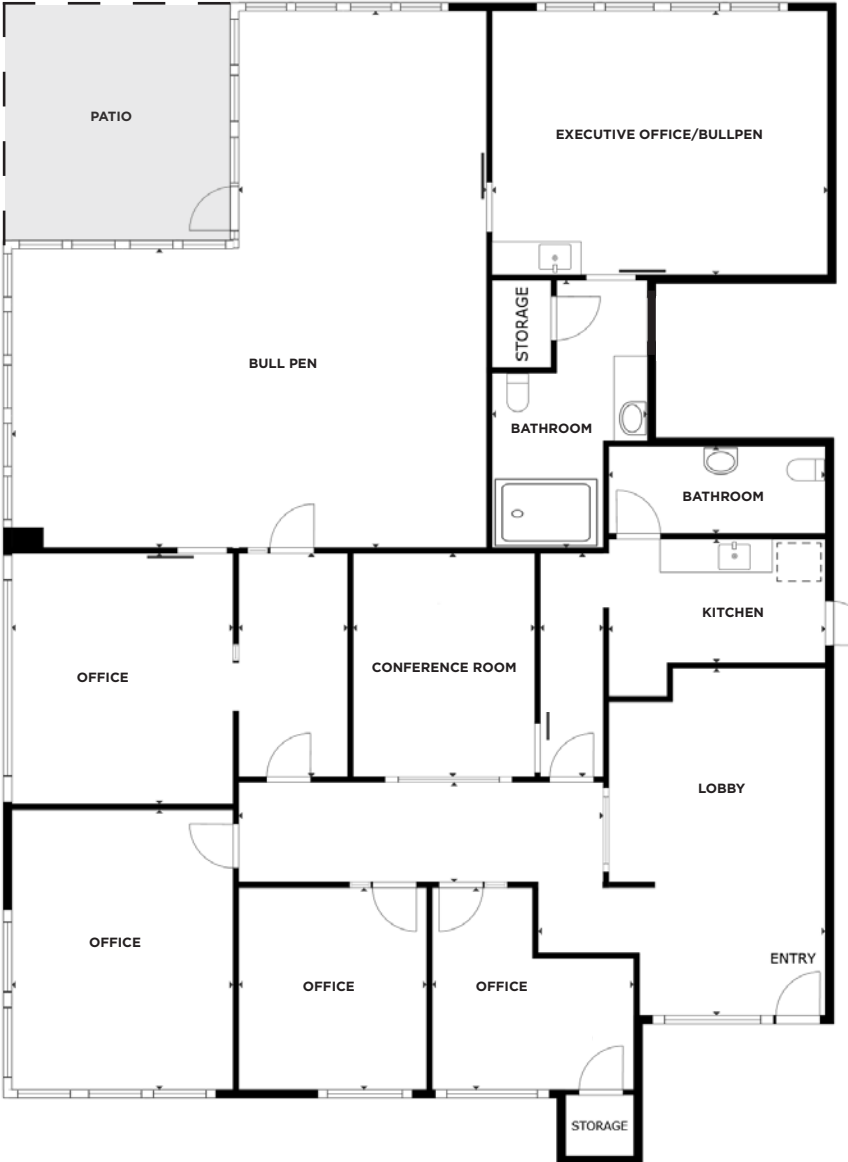 PATIO
EXECUTIVE OFFICE/BULLPEN
STORAGE
BULL PEN
BATHROOM
BATHROOM
KITCHEN
OFFICE
CONFERENCE ROOM
LOBBY
OFFICE
ENTRY
OFFICE
OFFICE
STORAGE